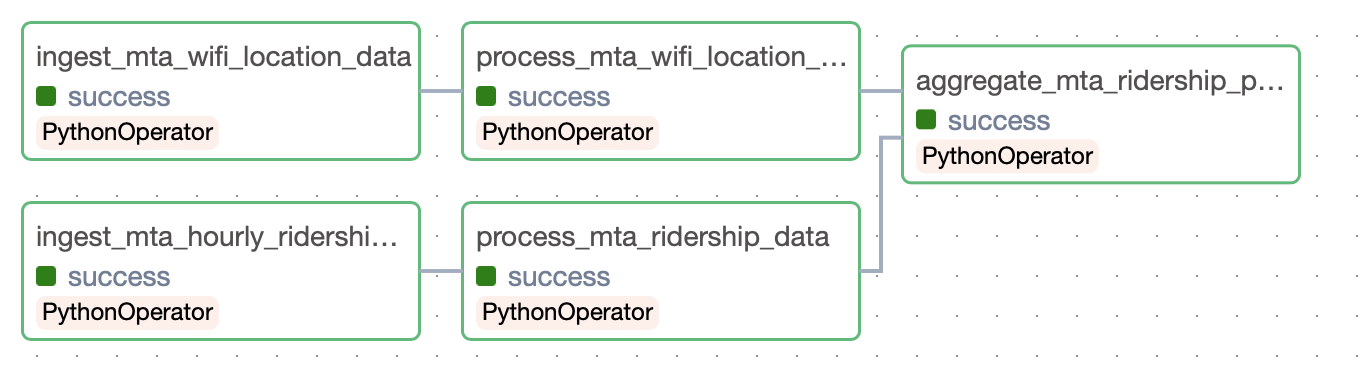 ingest_mta_wifi_location_data
success
PythonOperator
process_mta_wifi_location_...
success
PythonOperator
aggregate_mta_ridership_p...
success
PythonOperator
ingest_mta_hourly_ridershi...
success
PythonOperator
process_mta_ridership_data
success
PythonOperator